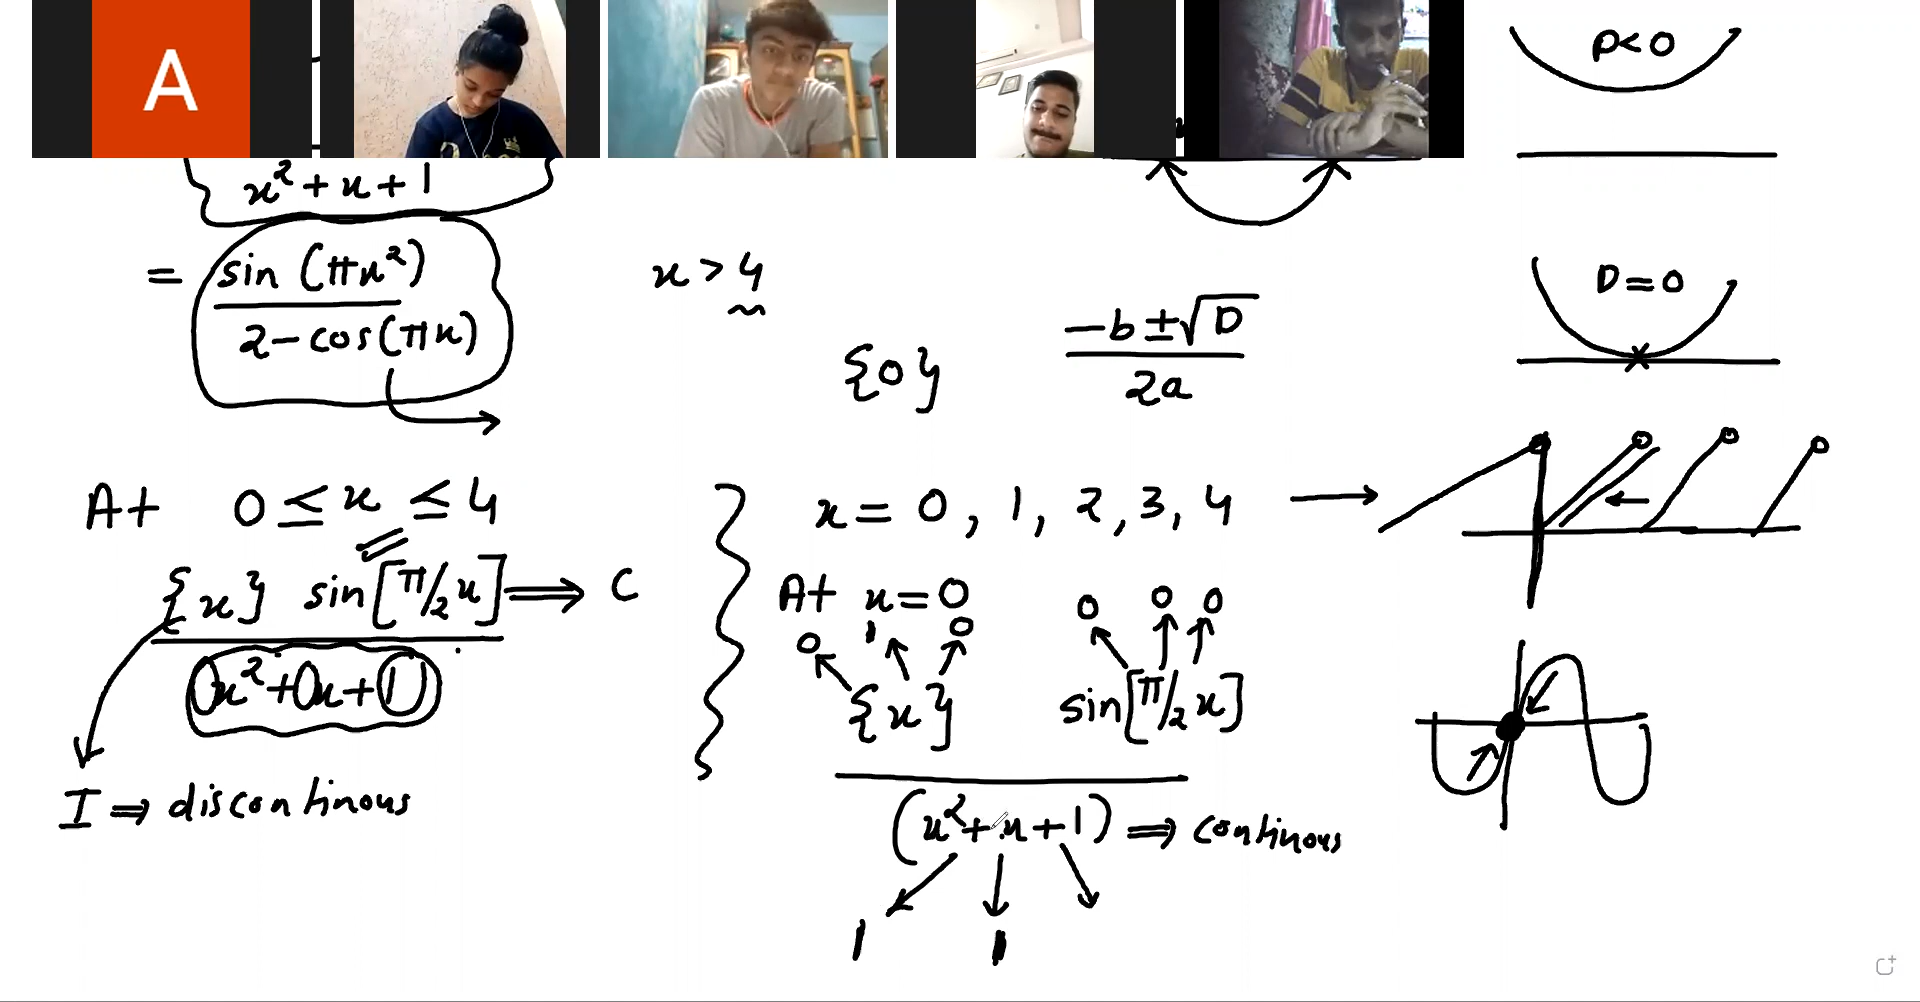 A
x² + x + 1
= sin (πx²)
2 - cos(πx)
x > 4
{0}
-b ± √D
2a
D < 0
D = 0
At 0 ≤ x ≤ 4
{x} sin[π/2 x] ⇒ C
x² + x + 1
I ⇒ discontinous
x = 0, 1, 2, 3, 4 →
At x = 0
0 1 0
0 0 0
{x} sin[π/2 x]
(x² + x + 1) ⇒ continous
1 1